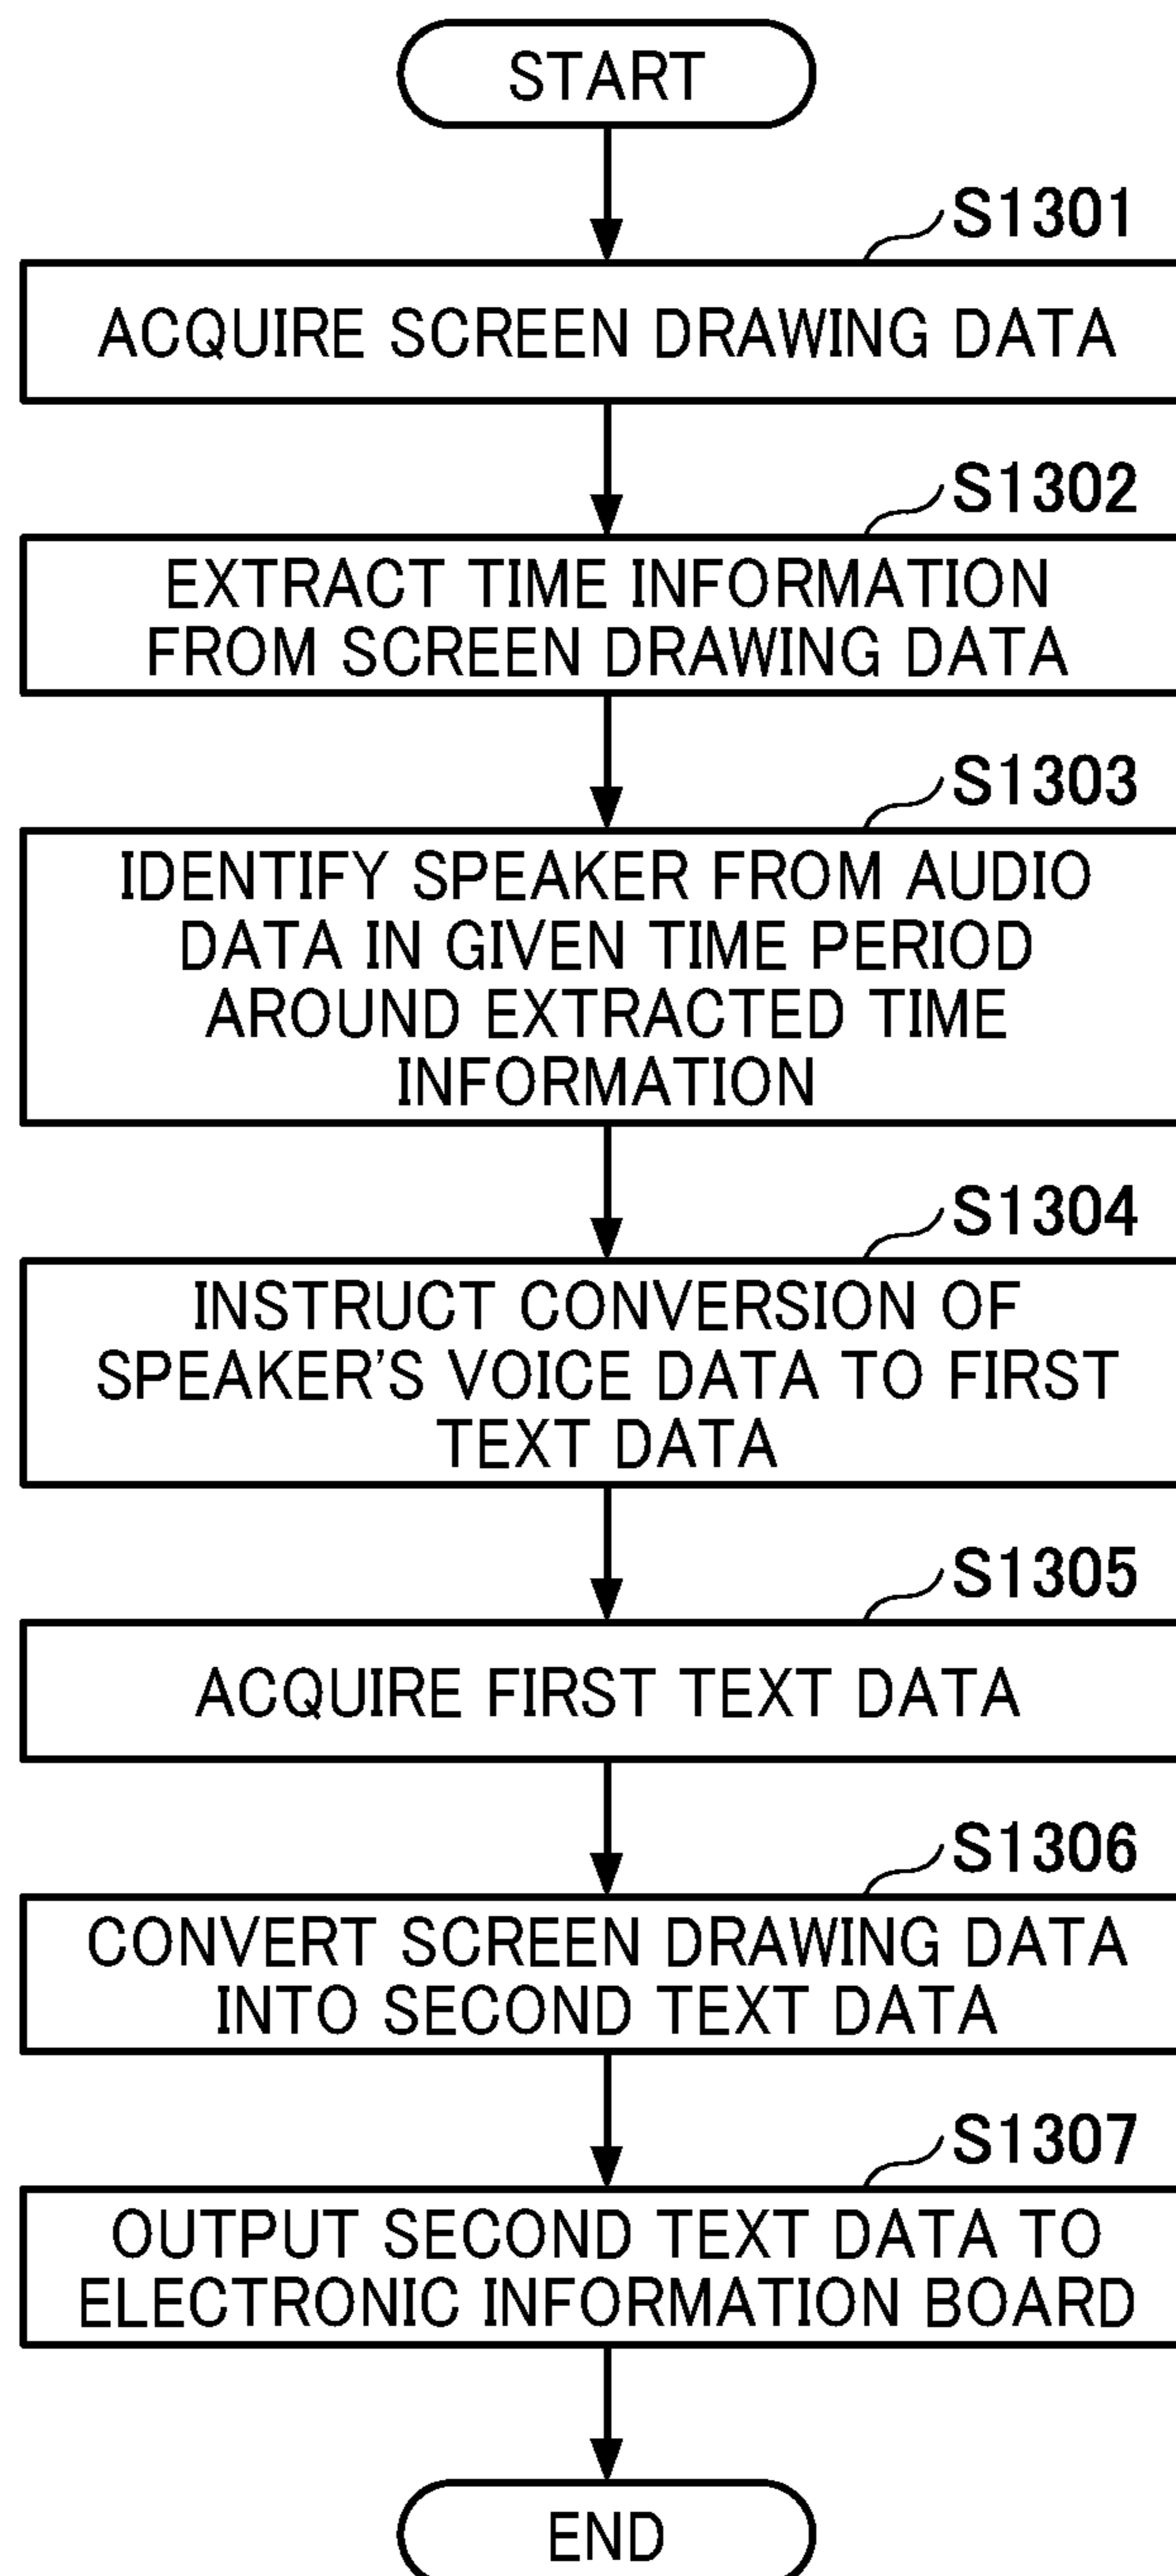 START
S1301
ACQUIRE SCREEN DRAWING DATA
S1302
EXTRACT TIME INFORMATION
FROM SCREEN DRAWING DATA
S1303
IDENTIFY SPEAKER FROM AUDIO
DATA IN GIVEN TIME PERIOD
AROUND EXTRACTED TIME
INFORMATION
S1304
INSTRUCT CONVERSION OF
SPEAKER'S VOICE DATA TO FIRST
TEXT DATA
S1305
ACQUIRE FIRST TEXT DATA
S1306
CONVERT SCREEN DRAWING DATA
INTO SECOND TEXT DATA
S1307
OUTPUT SECOND TEXT DATA TO
ELECTRONIC INFORMATION BOARD
END